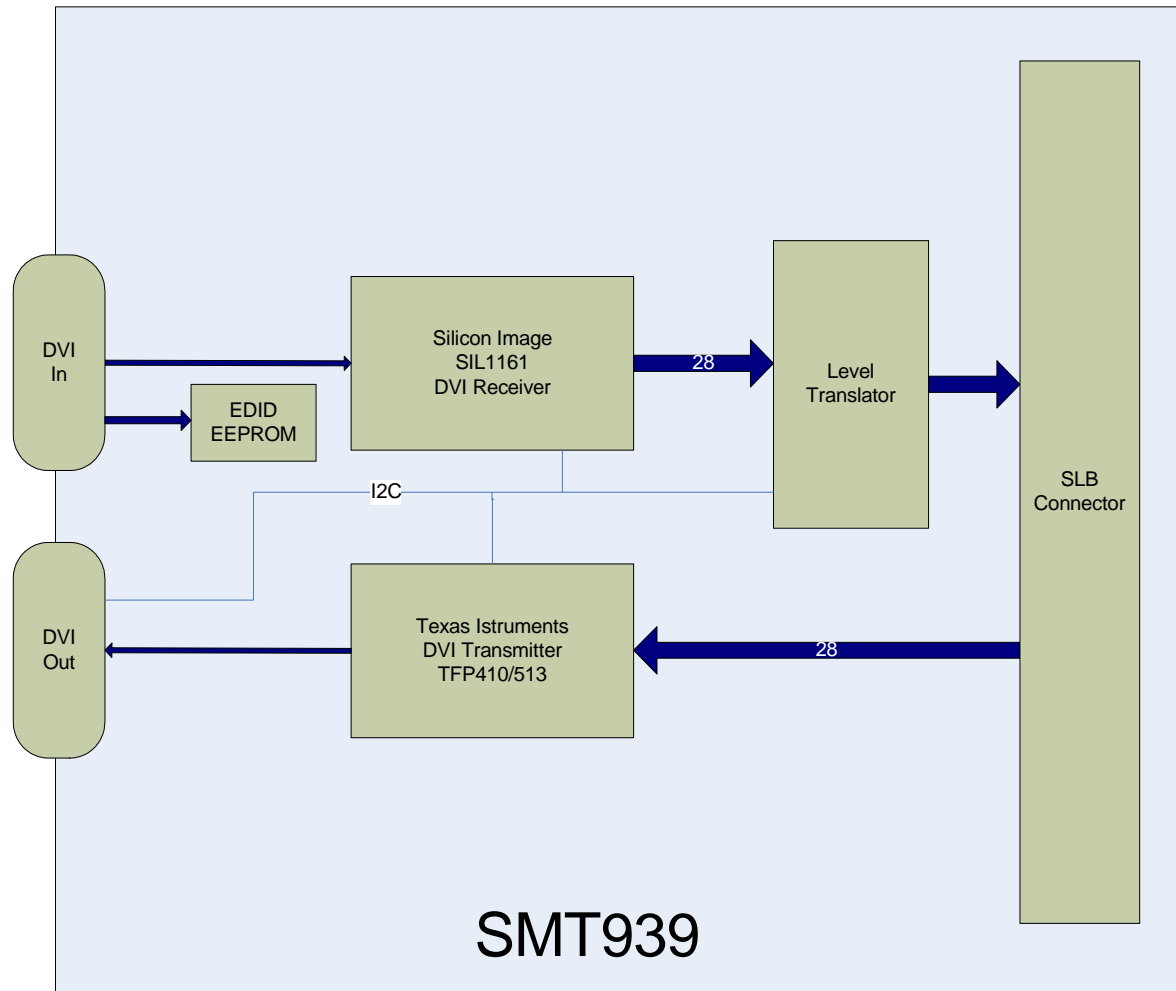 DVI
In
Silicon Image
SIL1161
DVI Receiver
28
Level
Translator
EDID
EEPROM
I2C
SLB
Connector
DVI
Out
Texas Istruments
DVI Transmitter
TFP410/513
28
SMT939